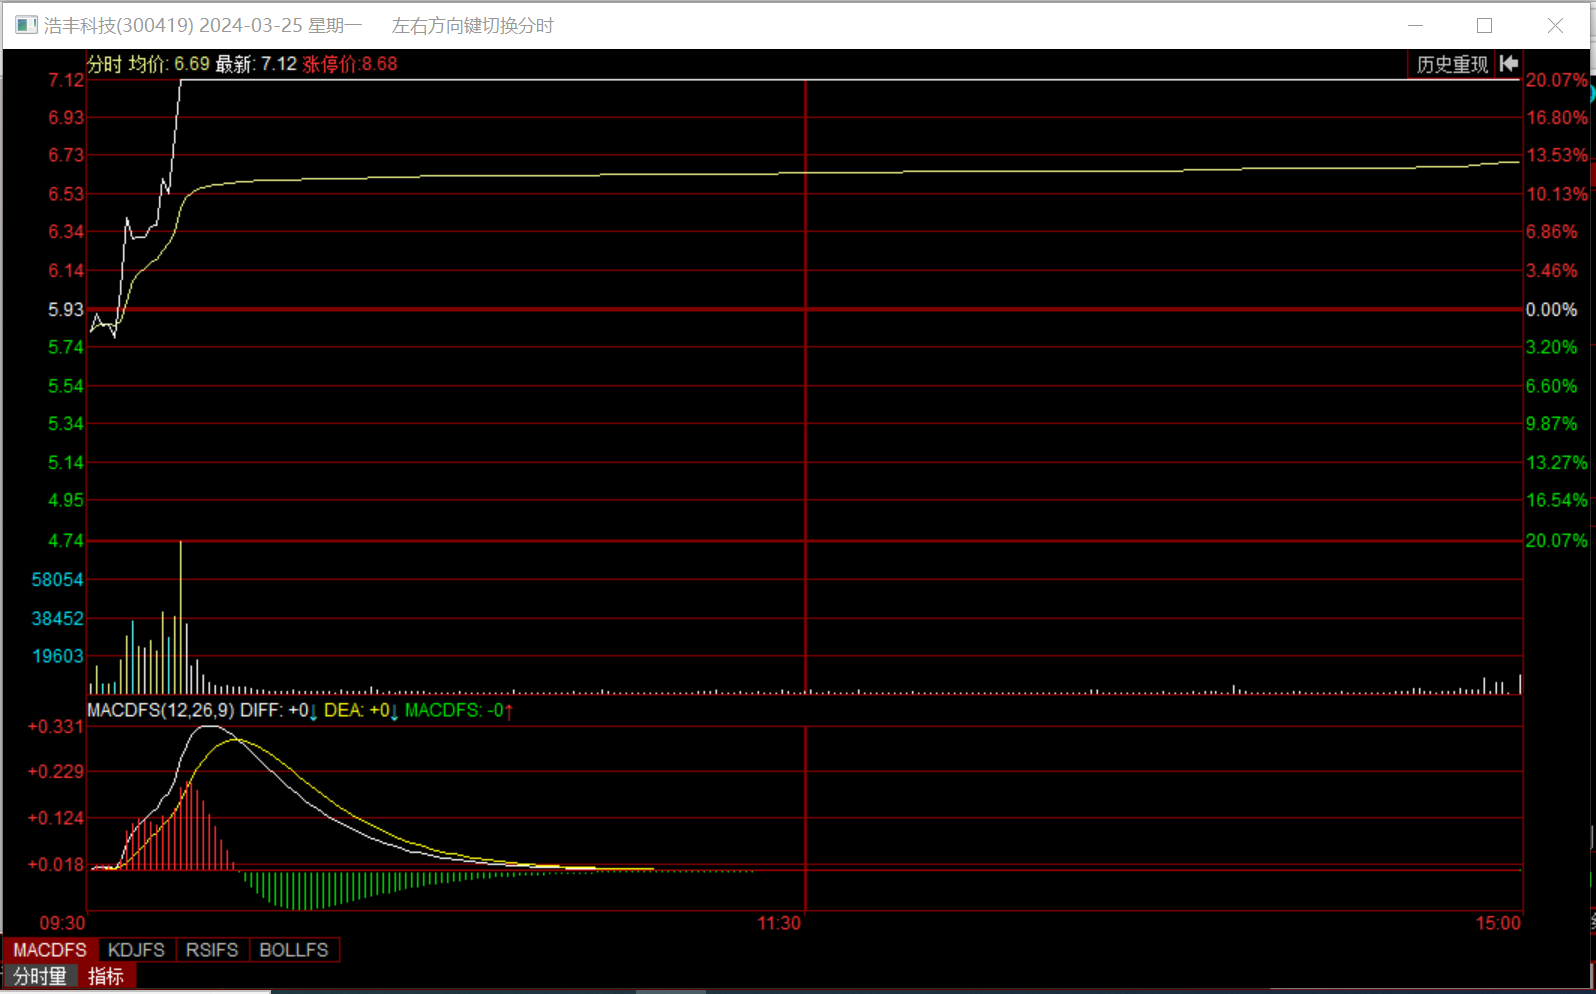 浩丰科技(300419) 2024-03-25 星期一 左右方向键切换分时
分时 均价: 6.69 最新: 7.12 涨停价:8.68
历史重现
7.12 20.07%
6.93 16.80%
6.73 13.53%
6.53 10.13%
6.34 6.86%
6.14 3.46%
5.93 0.00%
5.74 3.20%
5.54 6.60%
5.34 9.87%
5.14 13.27%
4.95 16.54%
4.74 20.07%
58054
38452
19603
MACDFS(12,26,9) DIFF: +0↓ DEA: +0↓ MACDFS: -0↑
+0.331
+0.229
+0.124
+0.018
09:30 11:30 15:00
MACDFS KDJFS RSIFS BOLLFS
分时量 指标